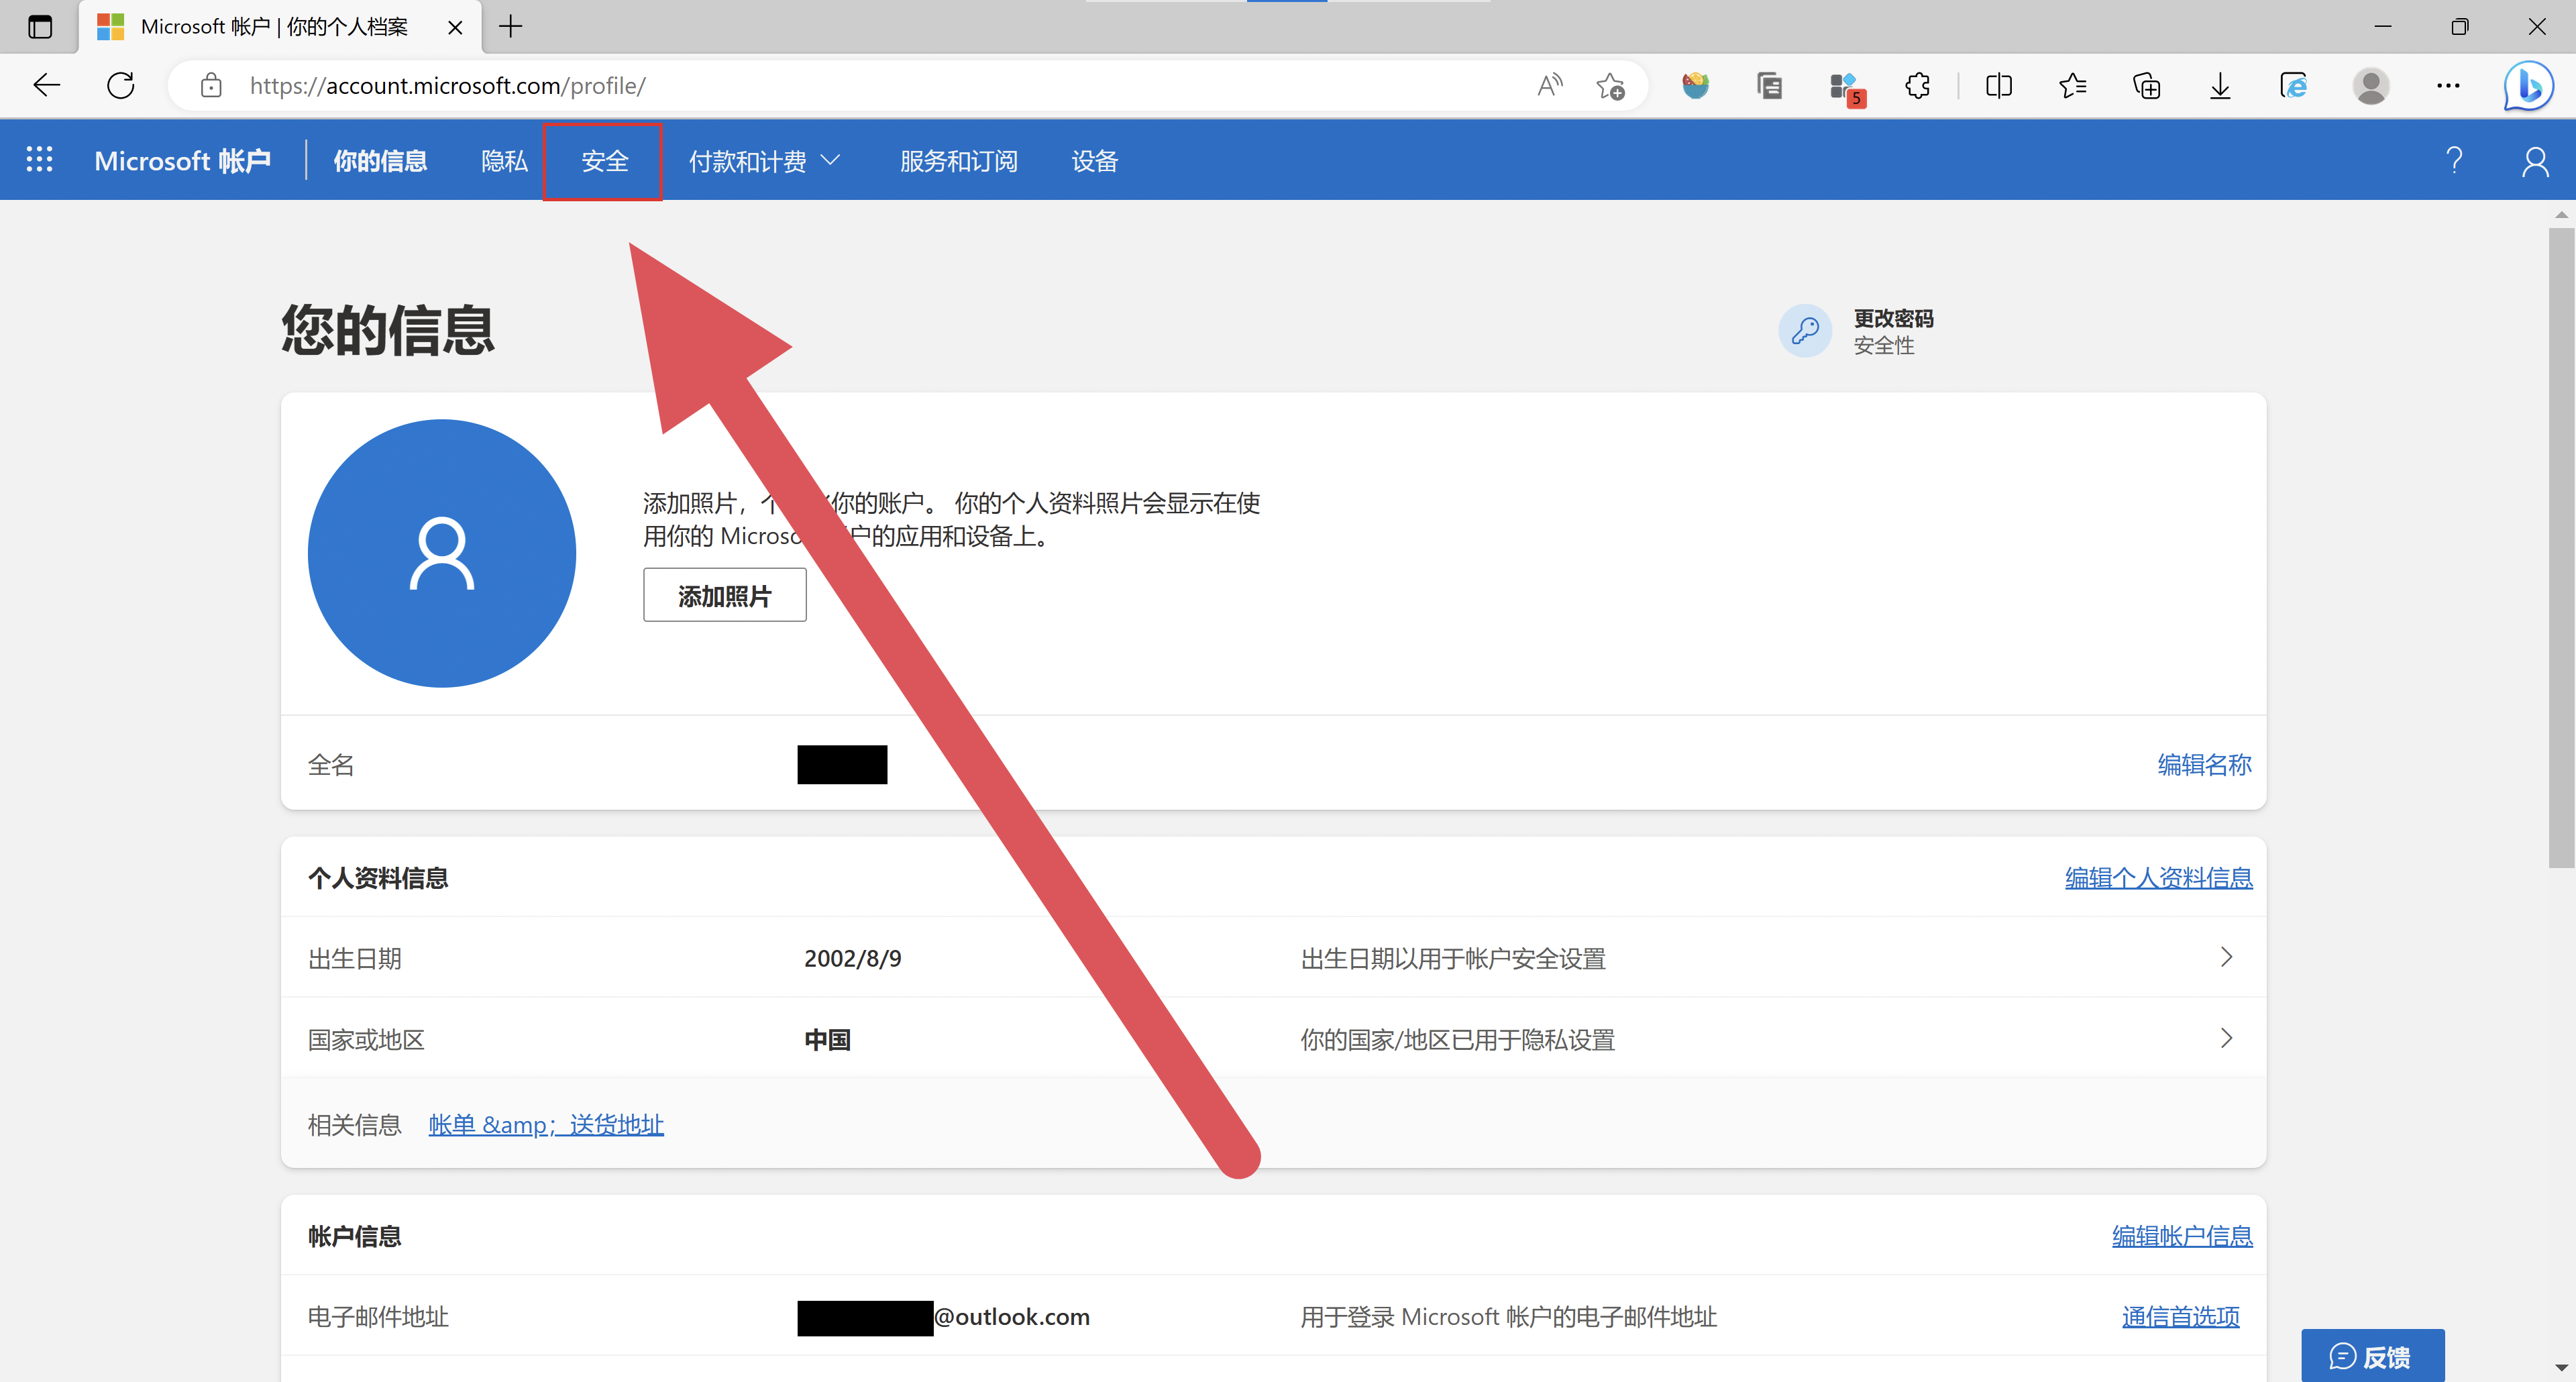 Microsoft 帐户 | 你的个人档案
https://account.microsoft.com/profile/
5
Microsoft 帐户
你的信息
隐私
安全
付款和计费
服务和订阅
设备
您的信息
更改密码
安全性
添加照片，个 你的账户。 你的个人资料照片会显示在使
用你的 户的应用和设备上。
添加照片
全名
编辑名称
个人资料信息
编辑个人资料信息
出生日期
2002/8/9
出生日期以用于帐户安全设置
国家或地区
中国
你的国家/地区已用于隐私设置
相关信息
帐单 &amp; 送货地址
帐户信息
编辑帐户信息
电子邮件地址
@outlook.com
用于登录 Microsoft 帐户的电子邮件地址
通信首选项
反馈